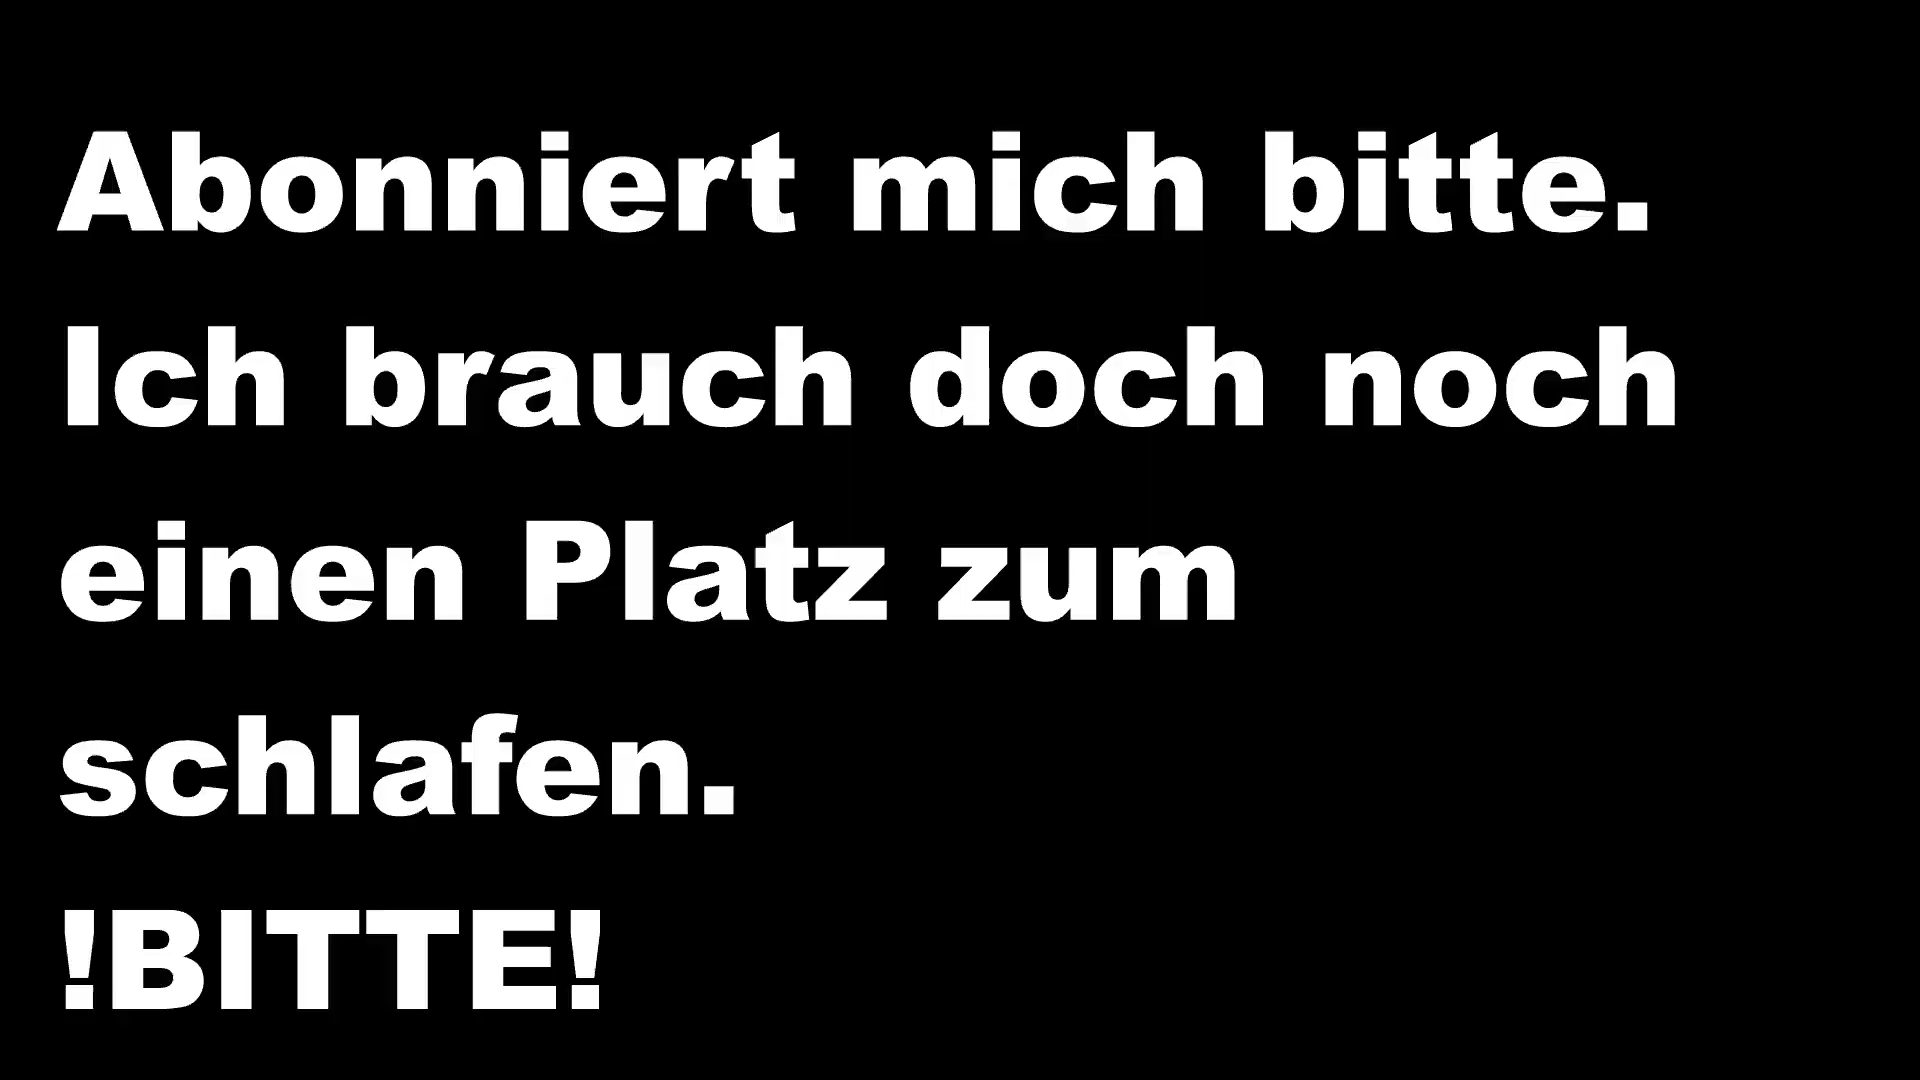 Abonniert mich bitte.
Ich brauch doch noch
einen Platz zum
schlafen.
!BITTE!